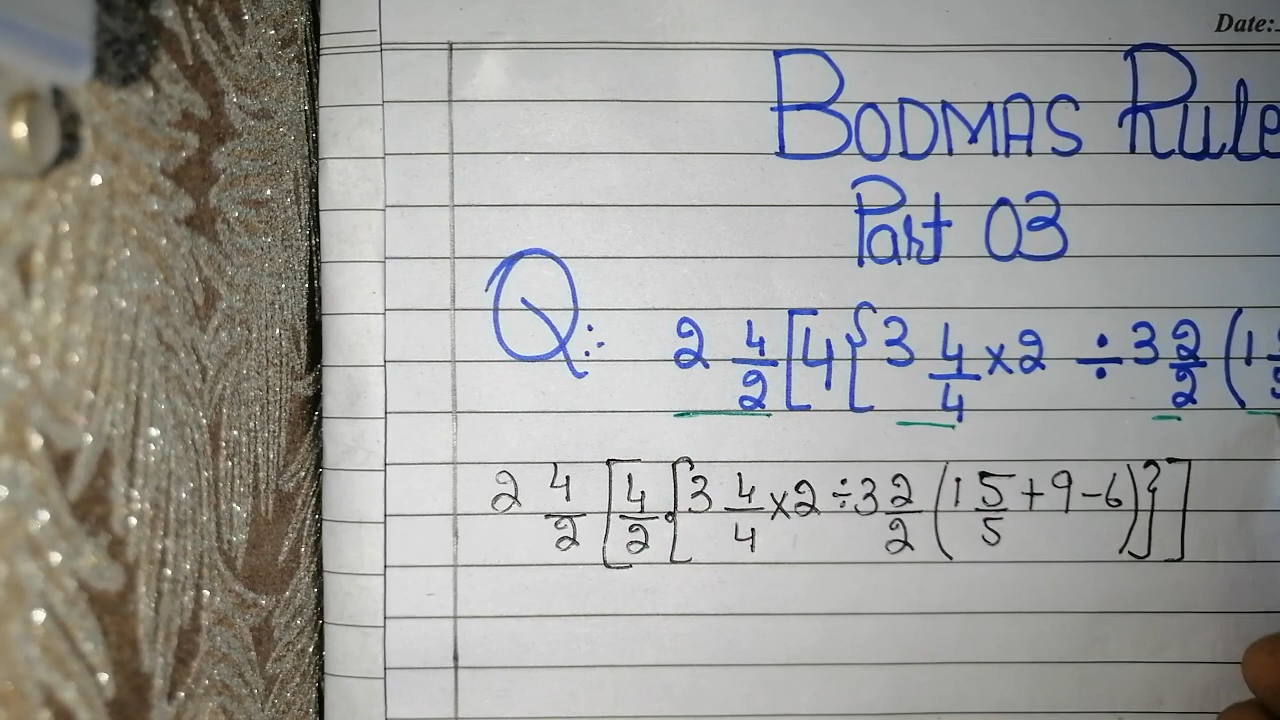 Date:
BODMAS Rule
Part 03
Q: 2 4/2 [4 {3 4/4 × 2 ÷ 3 2/2 (1
2 4/2 [4/2 {3 4/4 × 2 ÷ 3 2/2 (1 5/5 + 9 - 6)}]